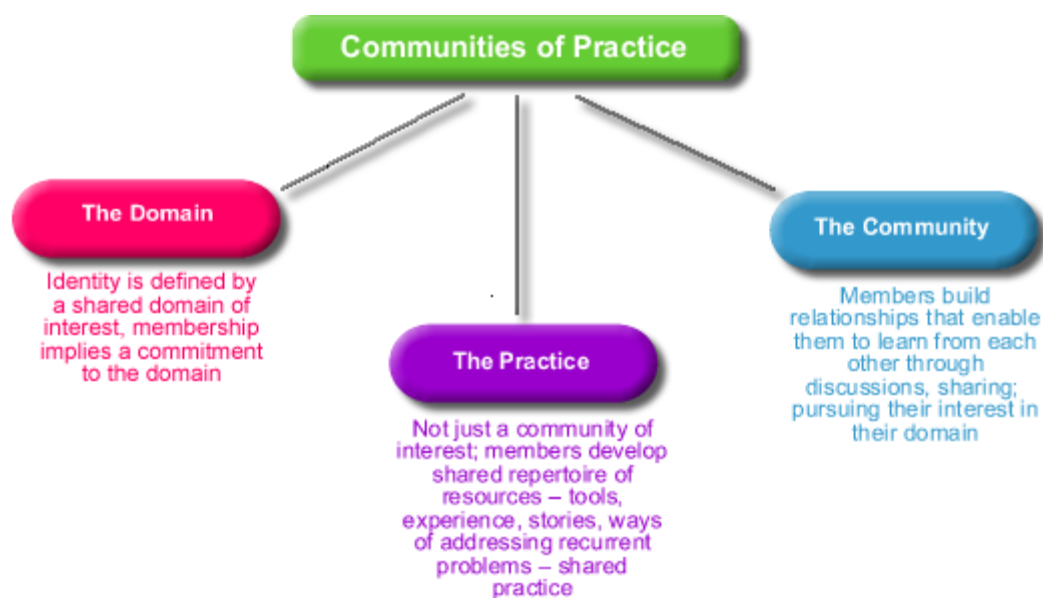 Communities of Practice
The Domain
Identity is defined by
a shared domain of
interest, membership
implies a commitment
to the domain
The Practice
Not just a community of
interest; members develop
shared repertoire of
resources – tools,
experience, stories, ways
of addressing recurrent
problems – shared
practice
The Community
Members build
relationships that enable
them to learn from each
other through
discussions, sharing;
pursuing their interest in
their domain